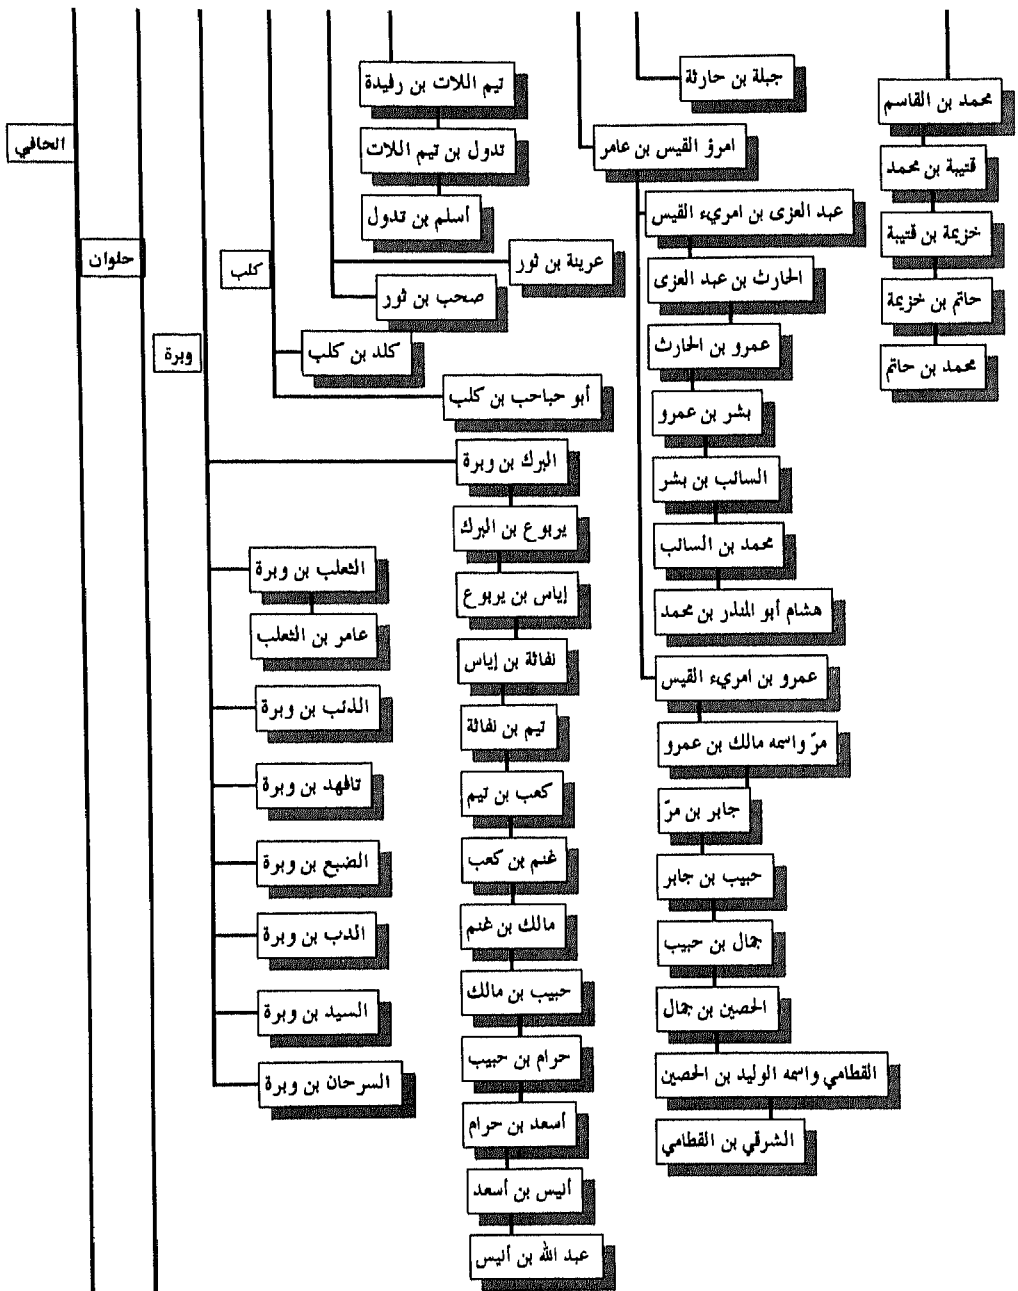 محمد بن القاسم
قتيبة بن محمد
خزيمة بن قتيبة
حاتم بن خزيمة
محمد بن حاتم
جبلة بن حارثة
امرؤ القيس بن عامر
عبد العزى بن امريء القيس
الحارث بن عبد العزى
عمرو بن الحارث
بشر بن عمرو
السائب بن بشر
محمد بن السائب
هشام أبو المنذر بن محمد
عمرو بن امريء القيس
مرّ واسمه مالك بن عمرو
جابر بن مرّ
حبيب بن جابر
جمال بن حبيب
الحصين بن جمال
القطامي واسمه الوليد بن الحصين
الشرقي بن القطامي
تيم اللات بن رفيدة
تدول بن تيم اللات
أسلم بن تدول
عرينة بن ثور
صحب بن ثور
كلب
كلد بن كلب
أبو حباحب بن كلب
وبرة
البرك بن وبرة
يربوع بن البرك
إياس بن يربوع
نفاثة بن إياس
تيم بن نفاثة
كعب بن تيم
غنم بن كعب
مالك بن غنم
حبيب بن مالك
حرام بن حبيب
أسعد بن حرام
أنيس بن أسعد
عبد الله بن أنيس
الثعلب بن وبرة
عامر بن الثعلب
الذئب بن وبرة
تافهد بن وبرة
الضبع بن وبرة
الدب بن وبرة
السيد بن وبرة
السرحان بن وبرة
حلوان
الحافي